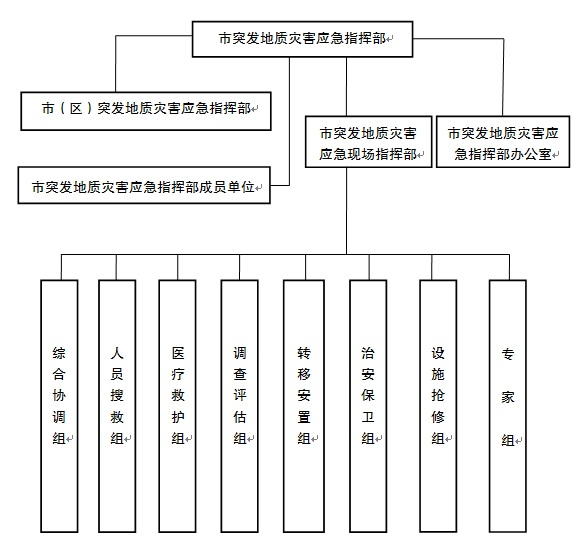 市突发地质灾害应急指挥部
市（区）突发地质灾害应急指挥部
市突发地质灾害
应急现场指挥部
市突发地质灾害应
急指挥部办公室
市突发地质灾害应急指挥部成员单位
综合协调组
人员搜救组
医疗救护组
调查评估组
转移安置组
治安保卫组
设施抢修组
专家组